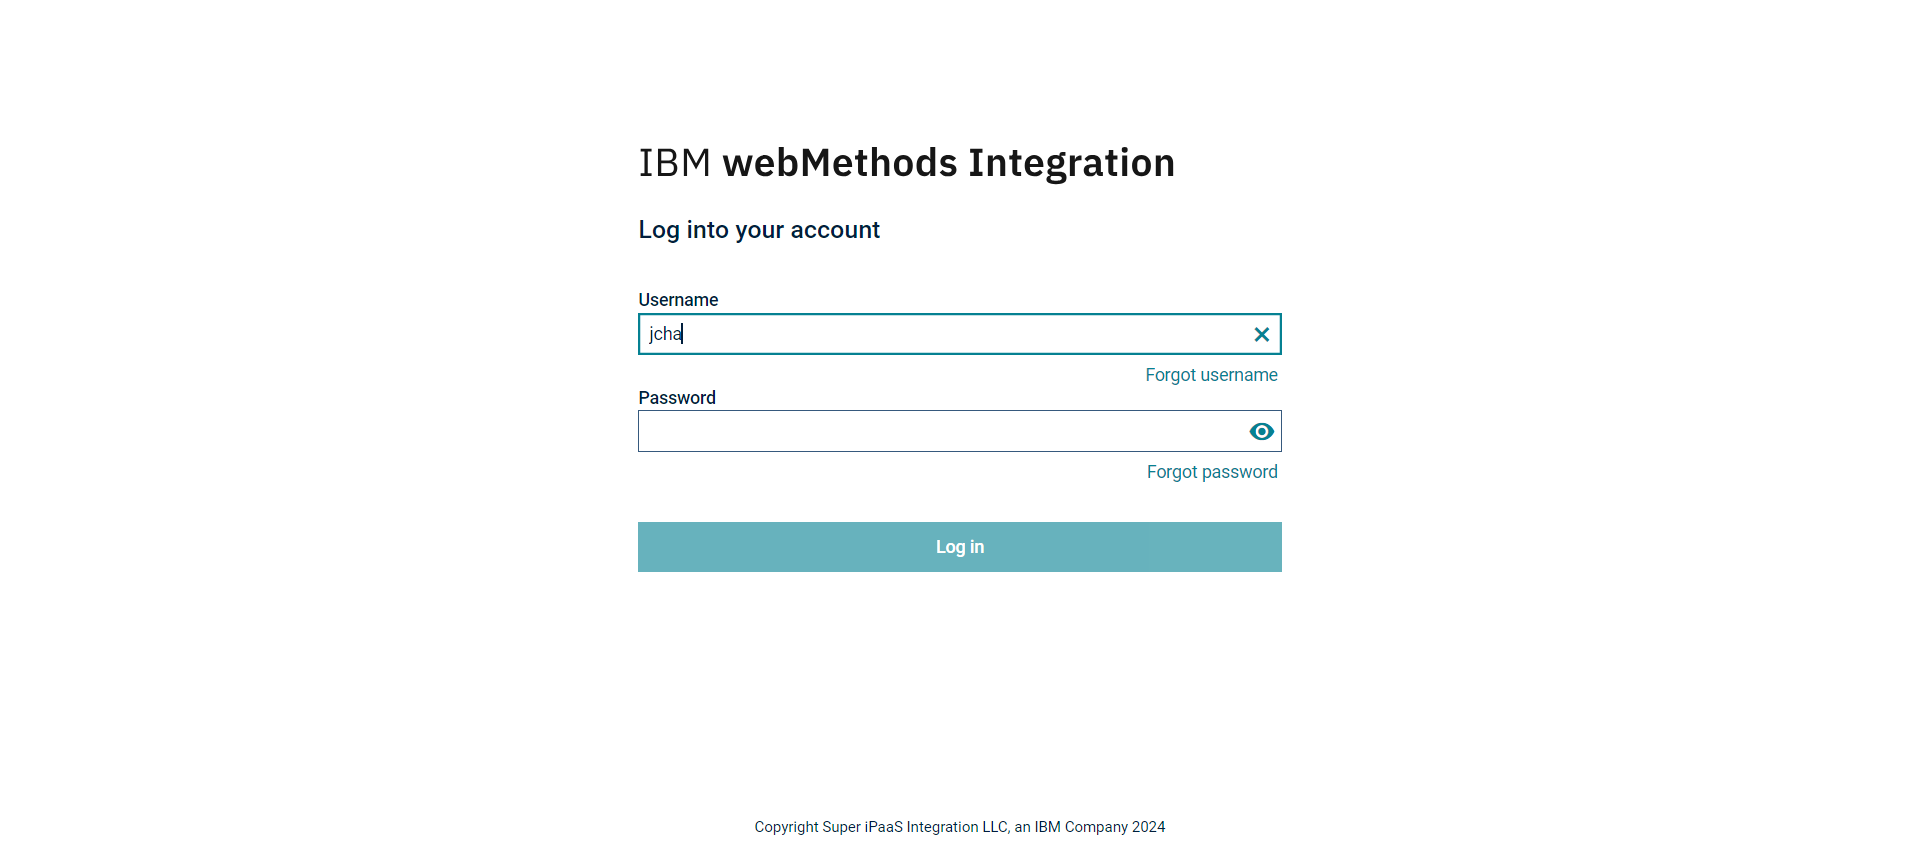 IBM webMethods Integration
Log into your account
Username
jcha
Forgot username
Password
Forgot password
Log in
Copyright Super iPaaS Integration LLC, an IBM Company 2024